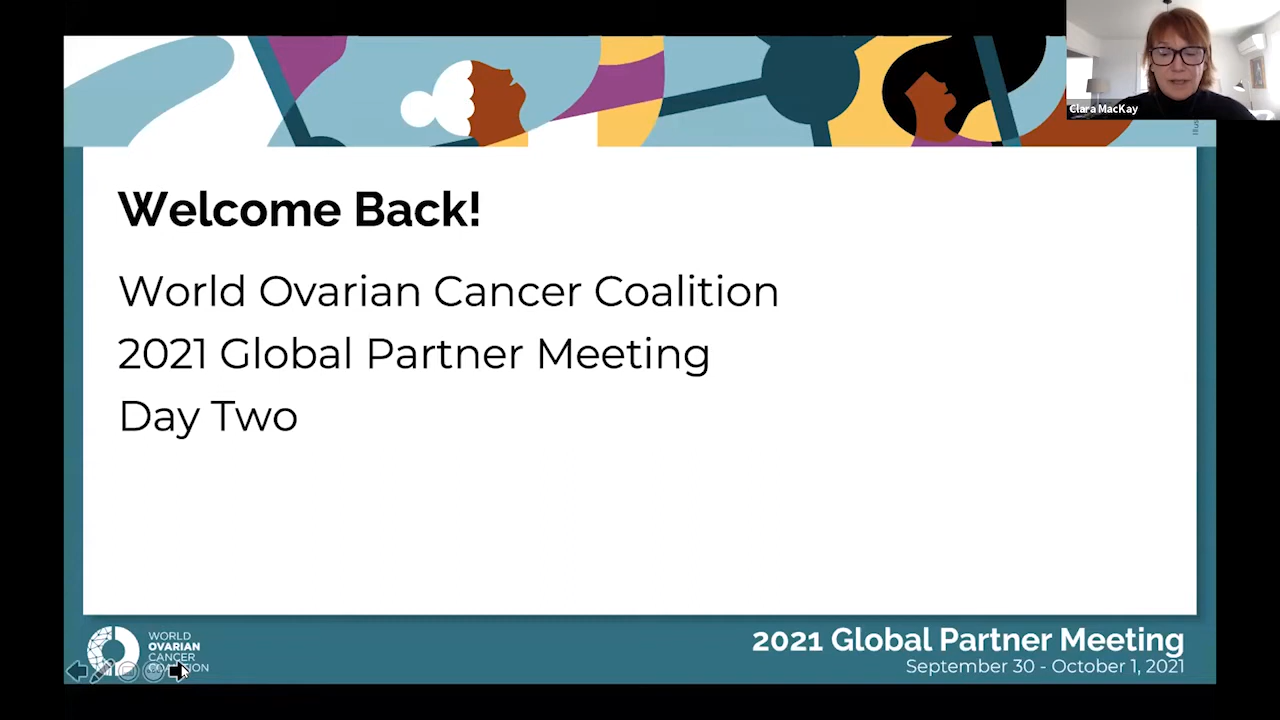 Clara MacKay
Welcome Back!
World Ovarian Cancer Coalition
2021 Global Partner Meeting
Day Two
WORLD
OVARIAN
CANCER
COALITION
2021 Global Partner Meeting
September 30 - October 1, 2021